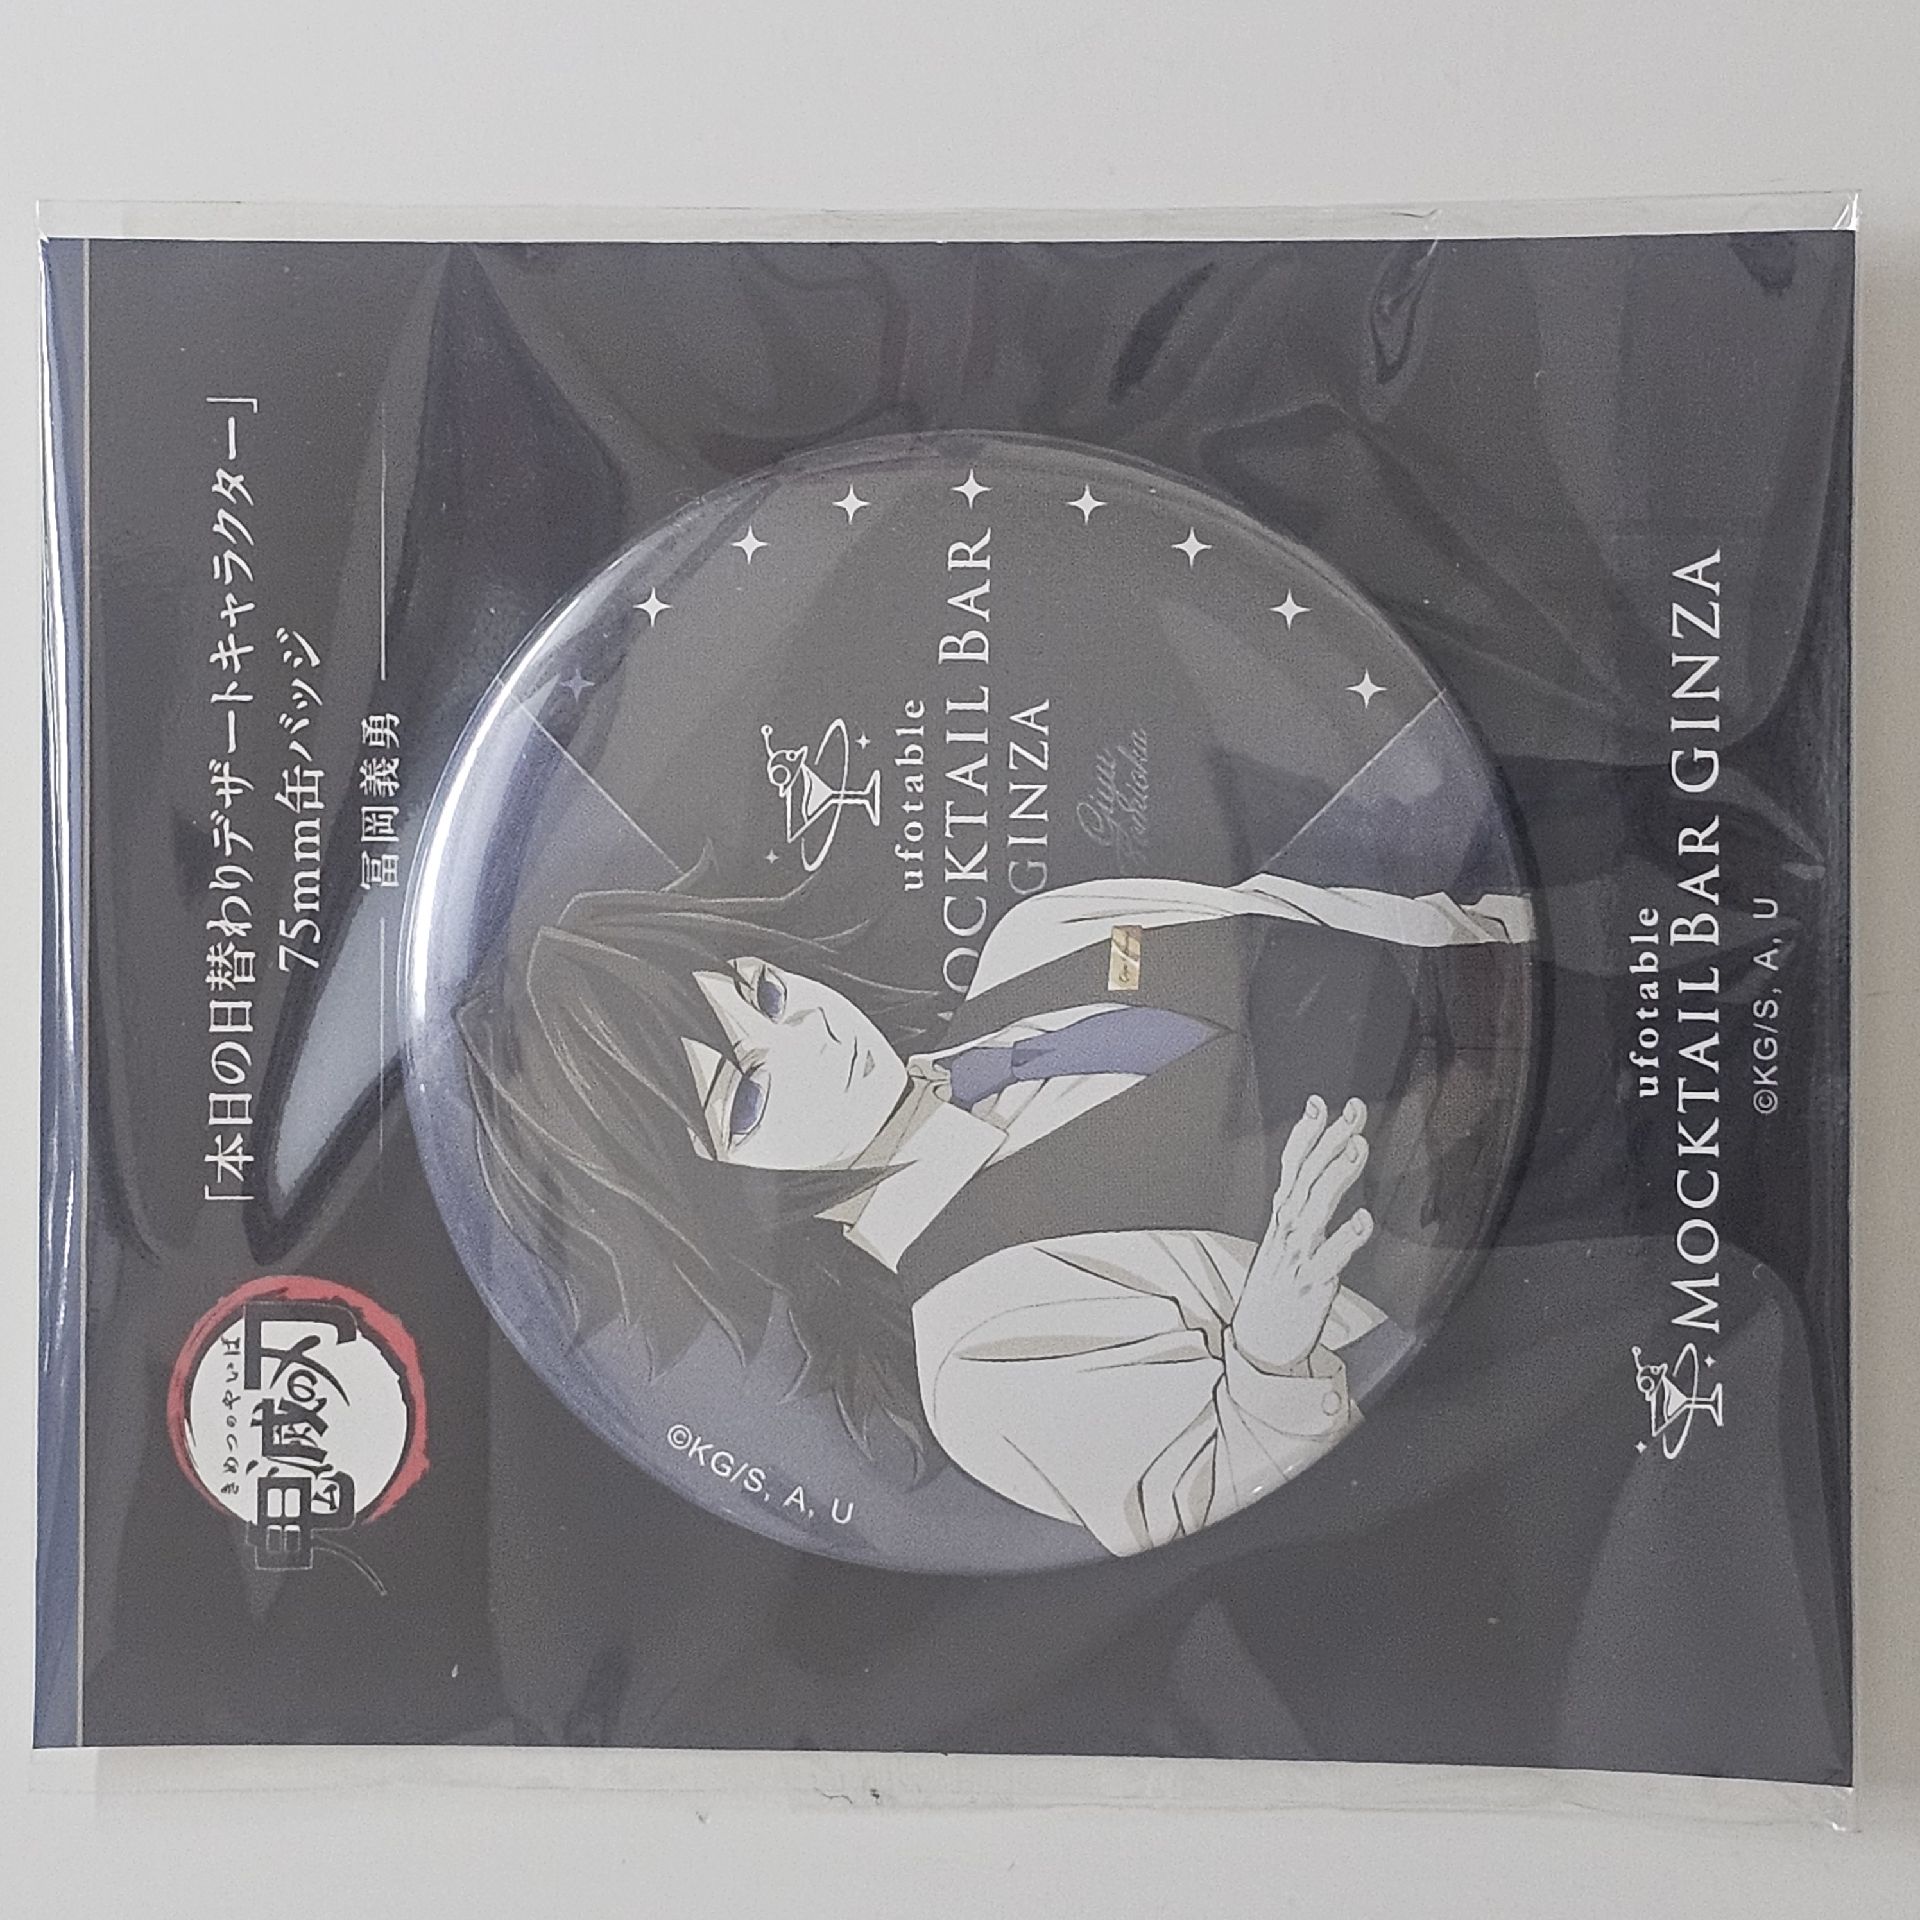 きめつのやいば
鬼滅の刃
「本日の日替わりデザートキャラクター」
75mm缶バッジ
冨岡義勇
ufotable
MOCKTAIL BAR
GINZA
Giyu
©KG/S, A, U
ufotable
MOCKTAIL BAR GINZA
©KG/S, A, U